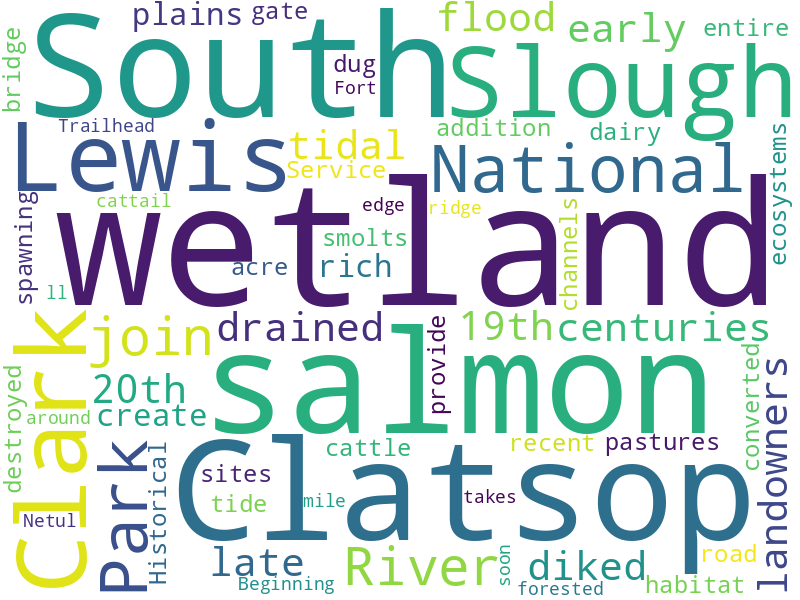 plains gate flood early entire
bridge South Slough
dug
Fort
Trailhead addition dairy
Lewis tidal National ecosystems
Service
spawning cattail wetland edge ridge channels
smolts
acre rich
ll
join drained 19th centuries
Clark salmon provide
20th
create
destroyed around converted landowners
Park Historical Clatsop cattle recent pastures
sites
tide mile takes
Netul
late River soon diked road
Beginning forested habitat